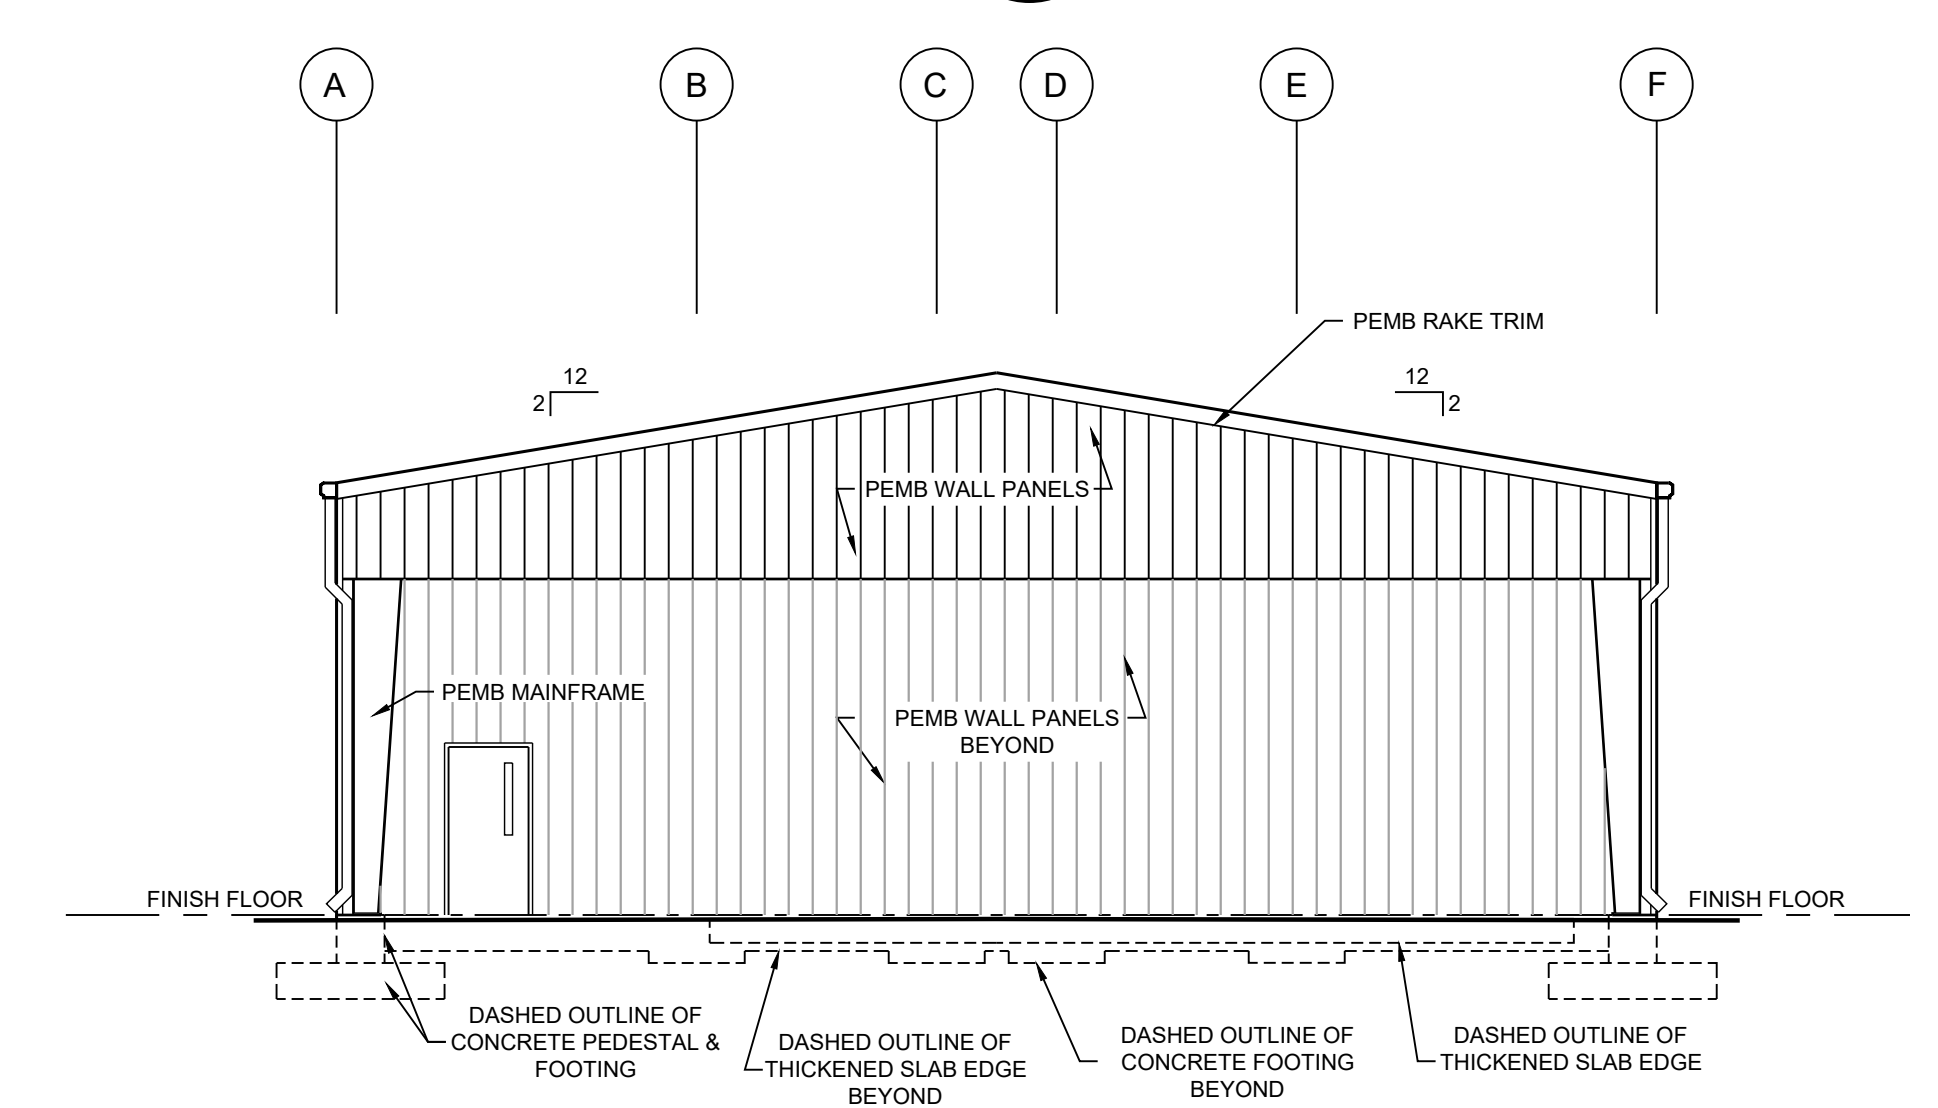 A B C D E F
PEMB RAKE TRIM
12
2
12
2
PEMB WALL PANELS
PEMB MAINFRAME
PEMB WALL PANELS
BEYOND
FINISH FLOOR
FINISH FLOOR
DASHED OUTLINE OF
CONCRETE PEDESTAL &
FOOTING
DASHED OUTLINE OF
THICKENED SLAB EDGE
BEYOND
DASHED OUTLINE OF
CONCRETE FOOTING
BEYOND
DASHED OUTLINE OF
THICKENED SLAB EDGE